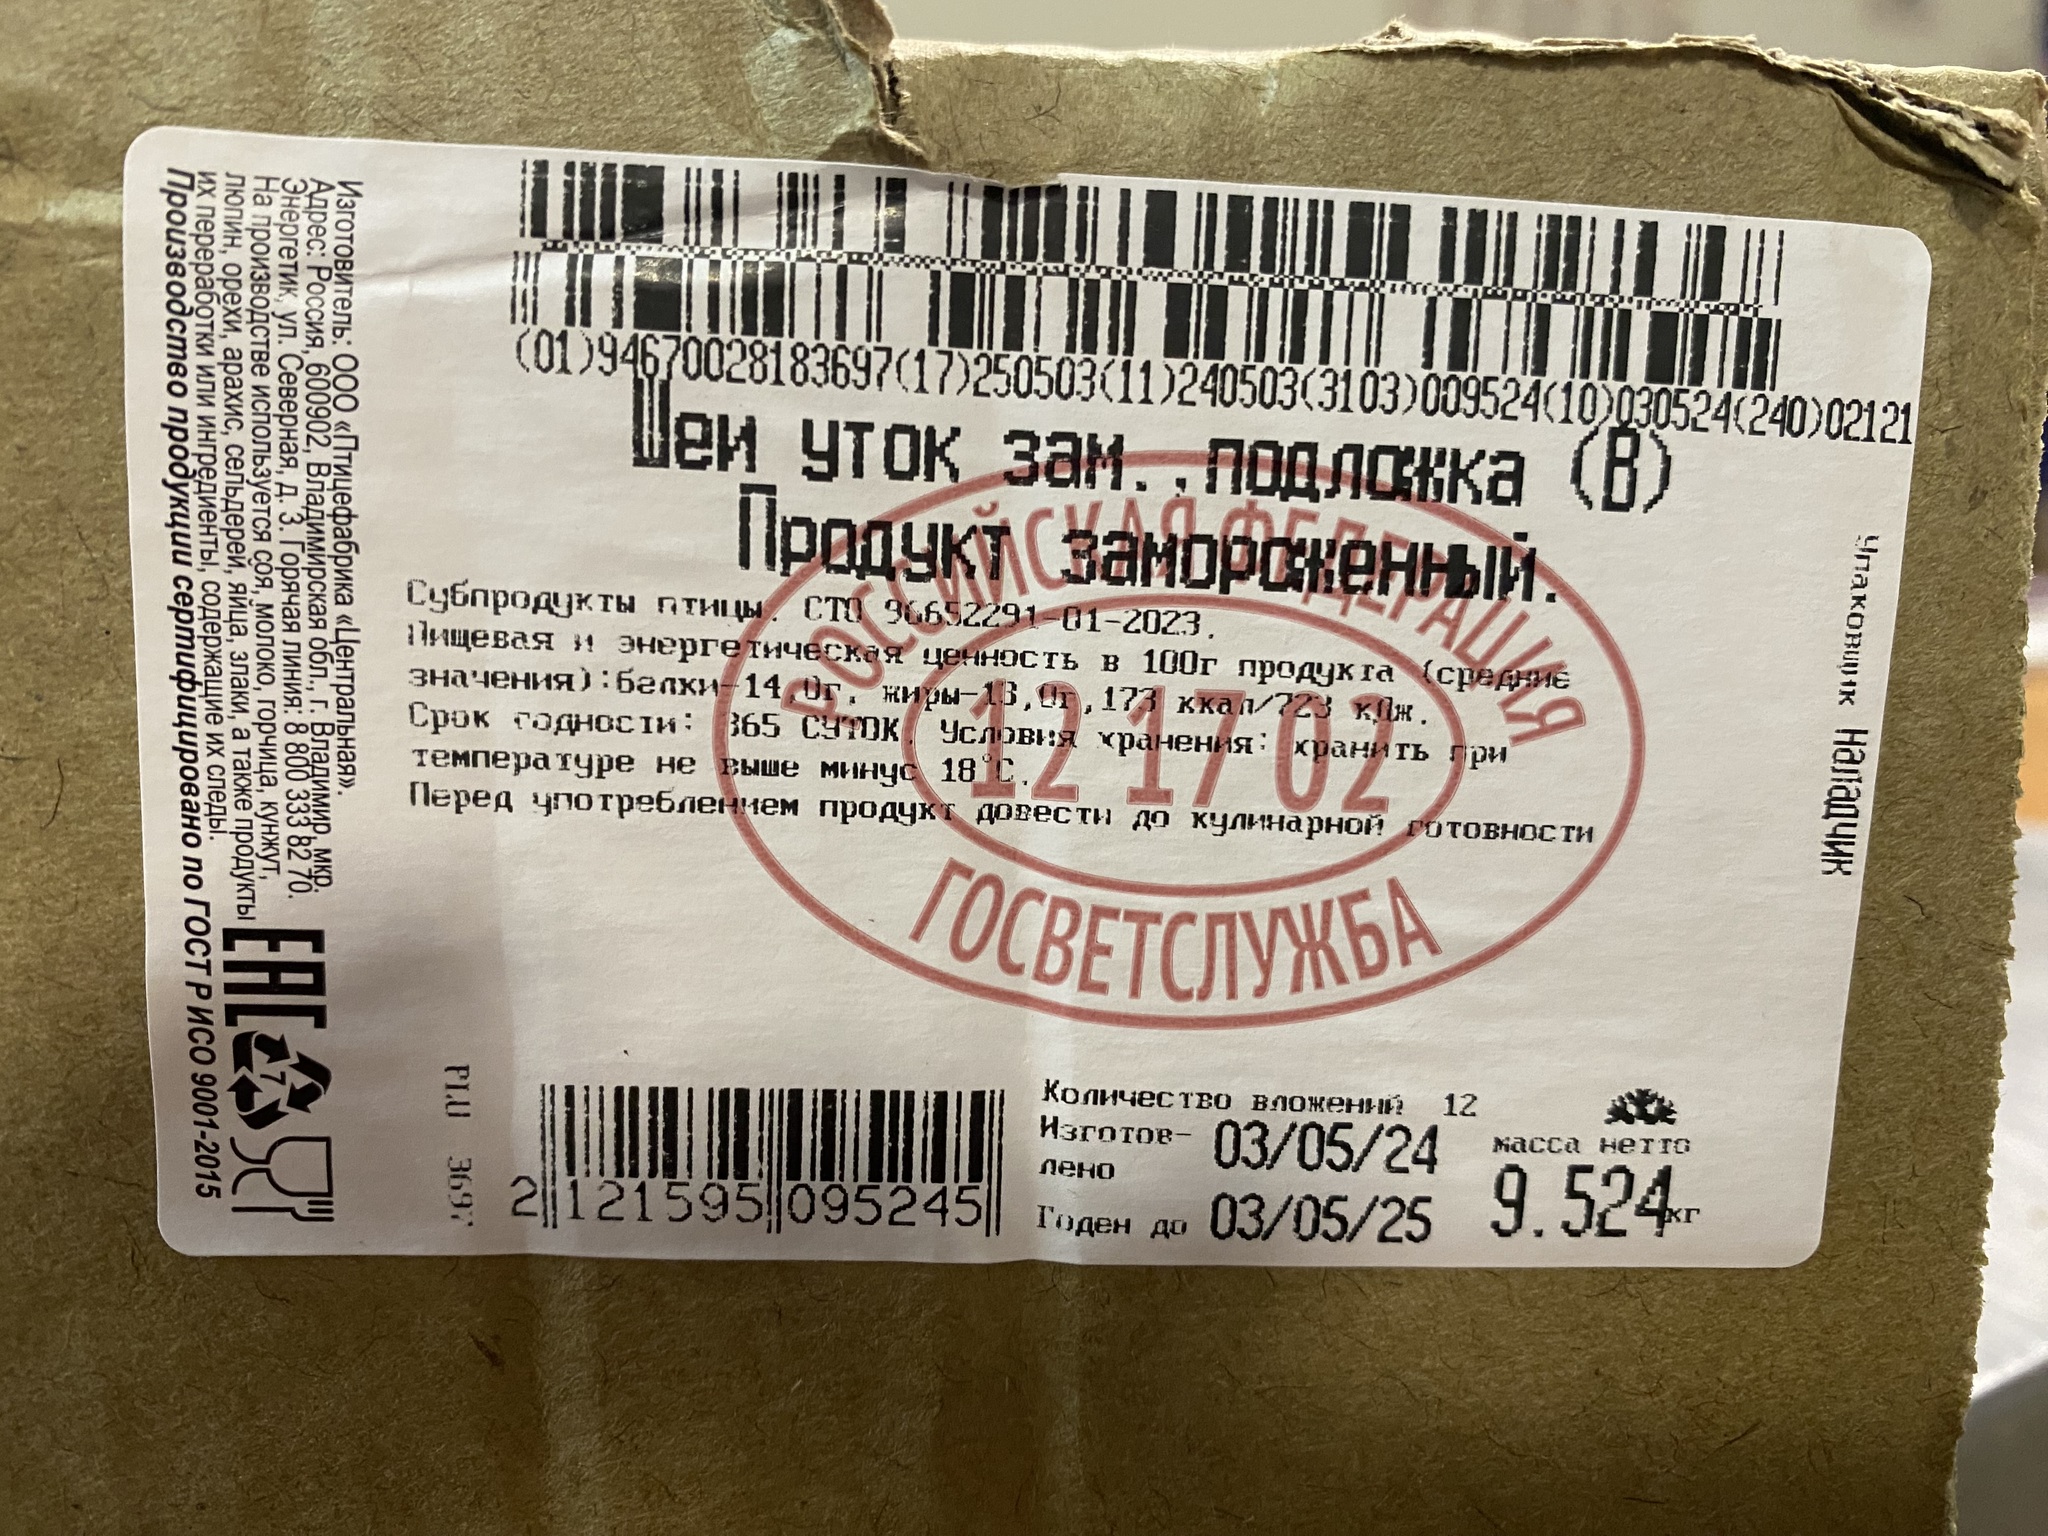 (01)94670028183697(17)250503(11)240503(3103)009524(10)030524(240)02121
Шеи уток зам..подложка (В)
Продукт замороженный.
Субпродукты птицы. СТО 96652291-01-2023.
Пищевая и энергетическая ценность в 100г продукта (средние
значения):белки-14,0г, жиры-13,0г,173 ккал/723 кДж.
Срок годности: 365 СУТОК. Условия хранения: хранить при
температуре не выше минус 18°С.
Перед употреблением продукт довести до кулинарной готовности
РОССИЙСКАЯ ФЕДЕРАЦИЯ
12 17 02
ГОСВЕТСЛУЖБА
Упаковщик Наладчик
Изготовитель: ООО «Птицефабрика «Центральная».
Адрес: Россия, 600902, Владимирская обл., г. Владимир, мкр.
Энергетик, ул. Северная, д. 3. Горячая линия: 8 800 333 82 70.
На производстве используется соя, молоко, горчица, кунжут,
люпин, орехи, арахис, сельдерей, яйца, злаки, а также продукты
их переработки или ингредиенты, содержащие их следы.
Производство продукции сертифицировано по ГОСТ Р ИСО 9001-2015
ЕАС
7
PLU 3697
2 121595 095245
Количество вложений 12
Изготов-
лено 03/05/24
Годен до 03/05/25
масса нетто
9.524кг